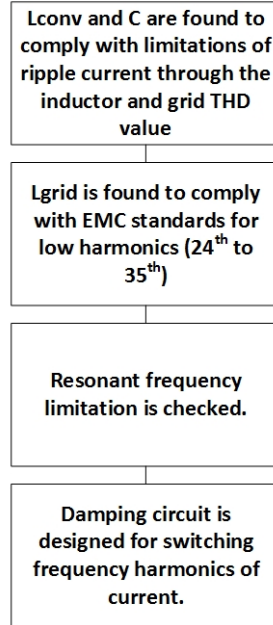 Lconv and C are found to
comply with limitations of
ripple current through the
inductor and grid THD
value
Lgrid is found to comply
with EMC standards for
low harmonics (24th to
35th)
Resonant frequency
limitation is checked.
Damping circuit is
designed for switching
frequency harmonics of
current.